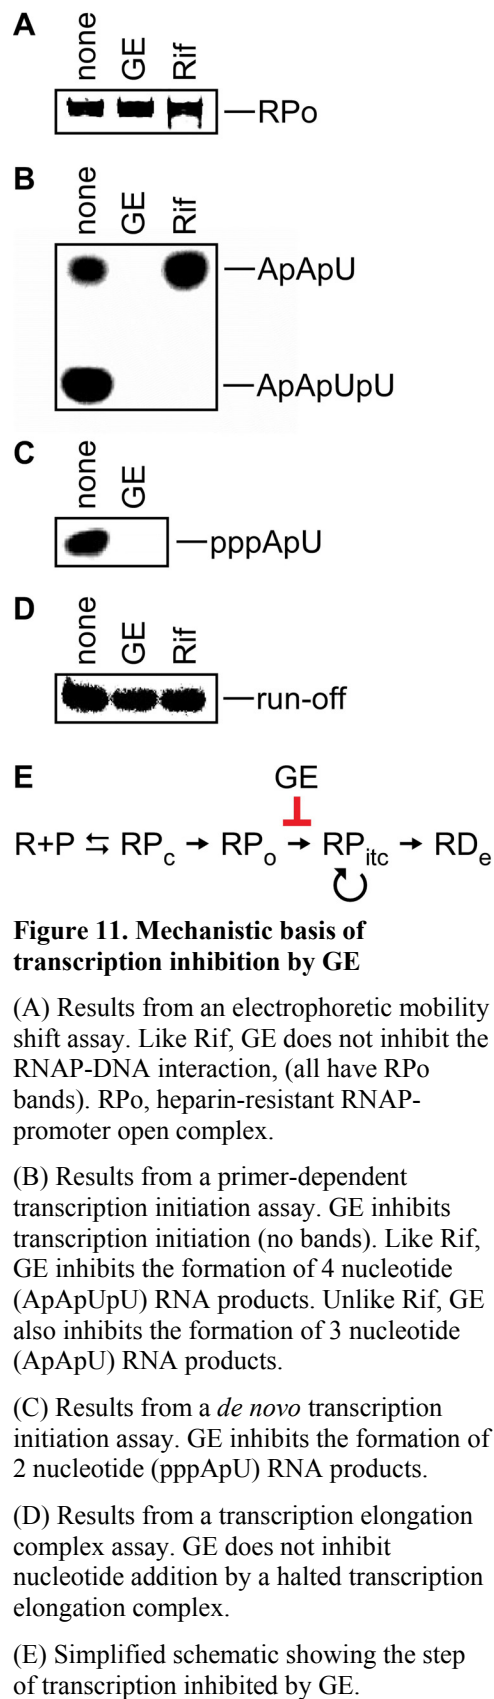 A
none GE Rif
RPo
B
none GE Rif
ApApU
ApApUpU
C
none GE
pppApU
D
none GE Rif
run-off
E
GE
R+P ⇆ RPc → RPo → RPitc → RDe
Figure 11. Mechanistic basis of
transcription inhibition by GE
(A) Results from an electrophoretic mobility
shift assay. Like Rif, GE does not inhibit the
RNAP-DNA interaction, (all have RPo
bands). RPo, heparin-resistant RNAP-
promoter open complex.
(B) Results from a primer-dependent
transcription initiation assay. GE inhibits
transcription initiation (no bands). Like Rif,
GE inhibits the formation of 4 nucleotide
(ApApUpU) RNA products. Unlike Rif, GE
also inhibits the formation of 3 nucleotide
(ApApU) RNA products.
(C) Results from a de novo transcription
initiation assay. GE inhibits the formation of
2 nucleotide (pppApU) RNA products.
(D) Results from a transcription elongation
complex assay. GE does not inhibit
nucleotide addition by a halted transcription
elongation complex.
(E) Simplified schematic showing the step
of transcription inhibited by GE.